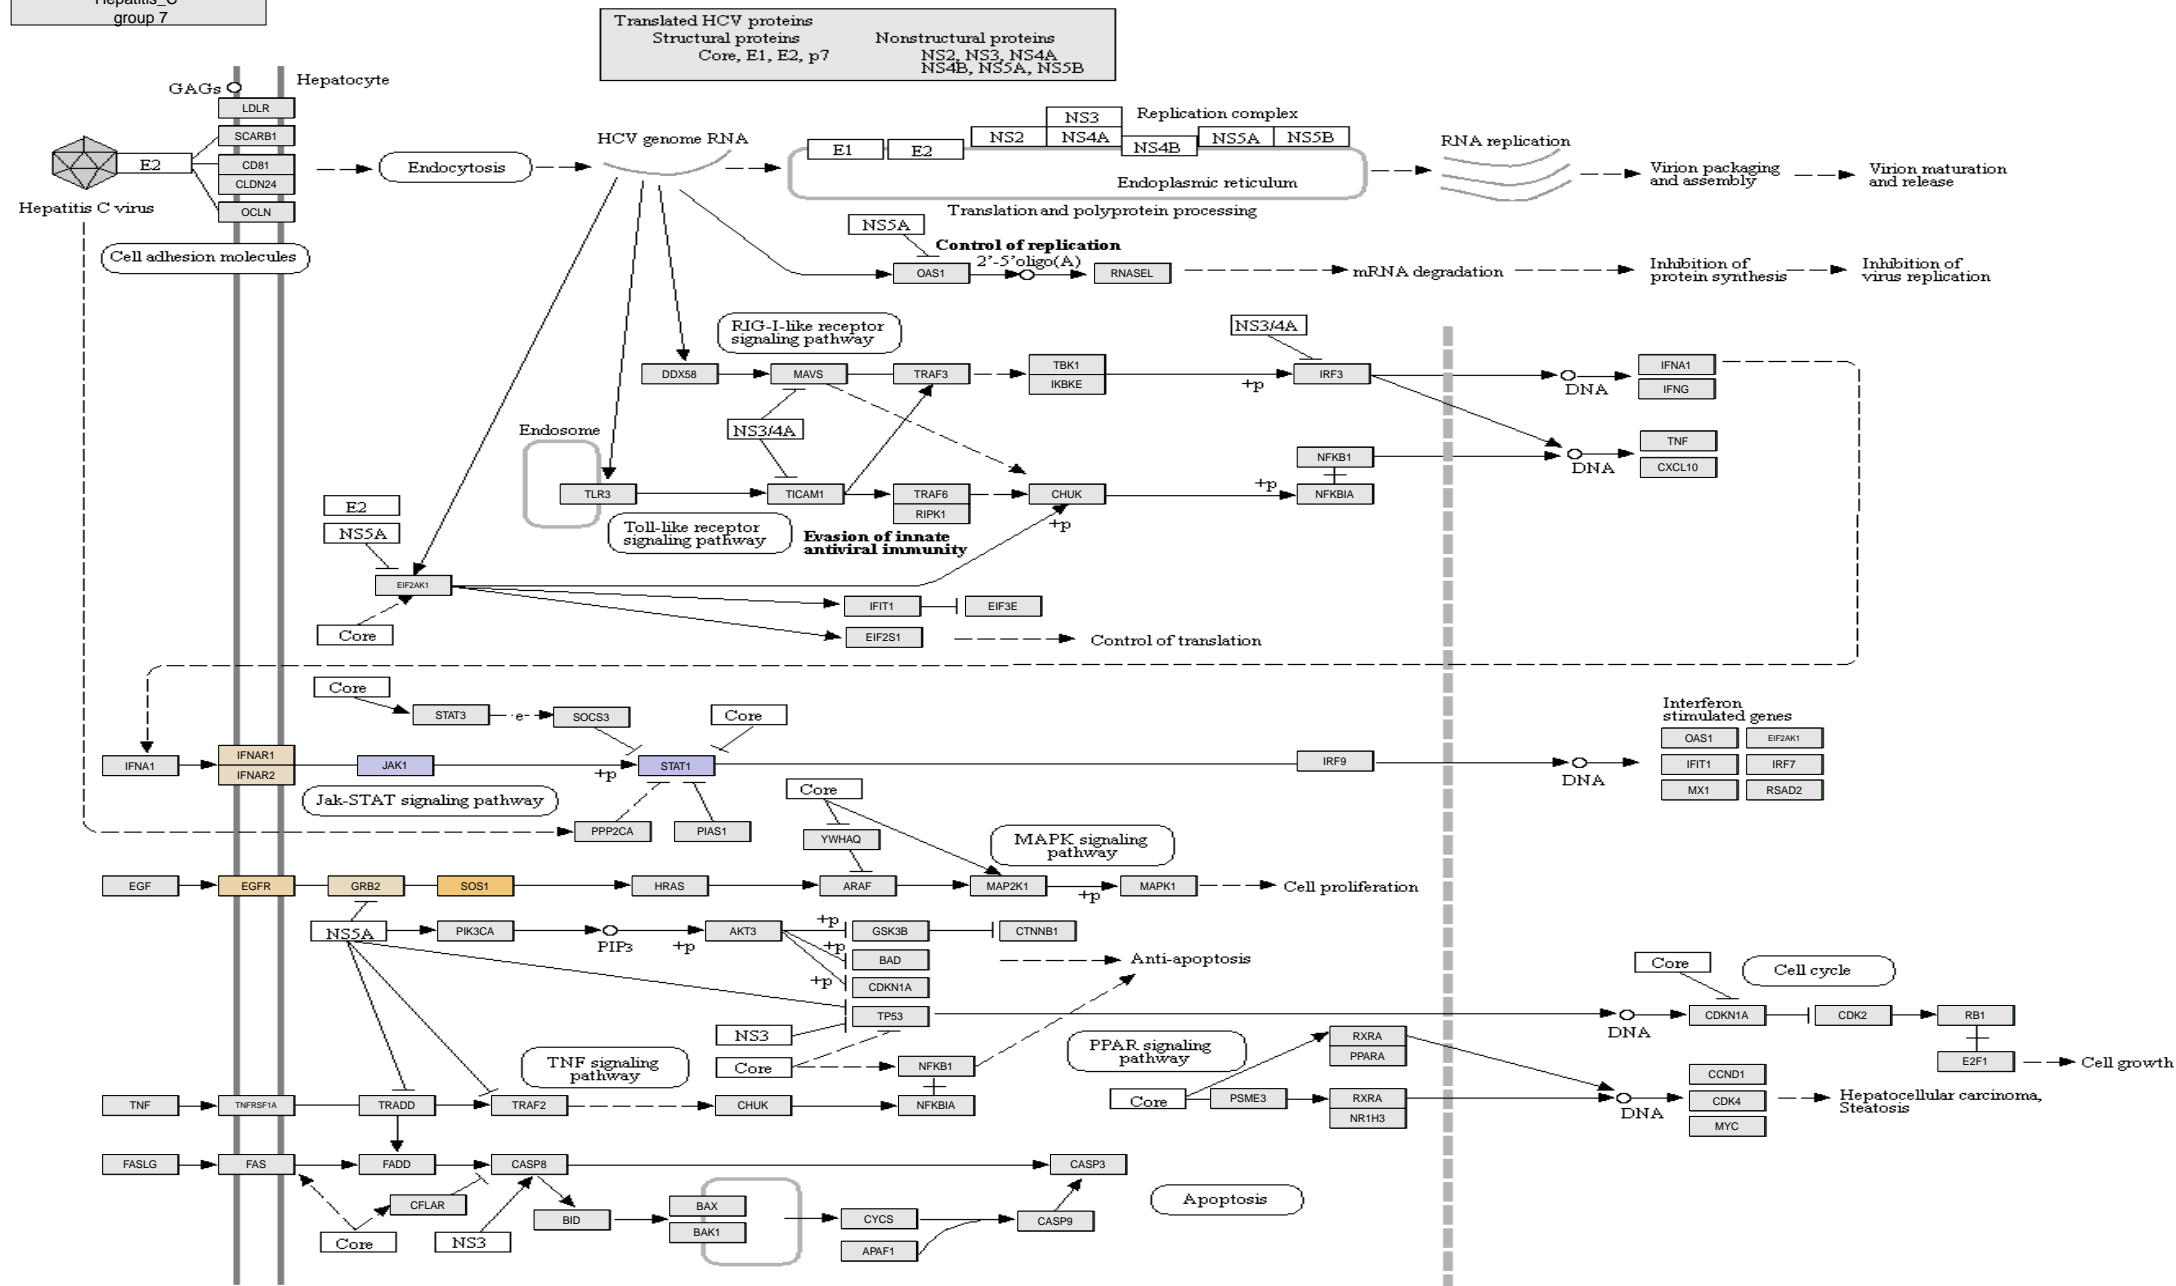 Hepatitis_C
group 7
Translated HCV proteins
Structural proteins
Nonstructural proteins
Core, E1, E2, p7
NS2, NS3, NS4A
NS4B, NS5A, NS5B
GAGs
Hepatocyte
LDLR
SCARB1
CD81
CLDN24
OCLN
E2
Hepatitis C virus
Cell adhesion molecules
Endocytosis
HCV genome RNA
E1
E2
NS2
NS3
NS4A
NS4B
NS5A
NS5B
Replication complex
Endoplasmic reticulum
Translation and polyprotein processing
RNA replication
Virion packaging
and assembly
Virion maturation
and release
NS5A
Control of replication
2'-5'oligo(A)
OAS1
RNASEL
mRNA degradation
Inhibition of
protein synthesis
Inhibition of
virus replication
RIG-I-like receptor
signaling pathway
NS3/4A
DDX58
MAVS
TRAF3
TBK1
IKBKE
+p
IRF3
DNA
IFNA1
IFNG
NS3/4A
Endosome
NFKB1
DNA
TNF
CXCL10
TLR3
TICAM1
TRAF6
RIPK1
CHUK
+p
+p
NFKBIA
E2
NS5A
Toll-like receptor
signaling pathway
Evasion of innate
antiviral immunity
EIF2AK1
Core
IFIT1
EIF3E
EIF2S1
Control of translation
Core
STAT3
e
SOCS3
Core
Interferon
stimulated genes
OAS1
EIF2AK1
IFIT1
IRF7
MX1
RSAD2
IFNA1
IFNAR1
IFNAR2
JAK1
+p
STAT1
IRF9
DNA
Jak-STAT signaling pathway
PPP2CA
PIAS1
Core
YWHAQ
MAPK signaling
pathway
EGF
EGFR
GRB2
SOS1
HRAS
ARAF
MAP2K1
+p
MAPK1
Cell proliferation
NS5A
PIK3CA
PIP3
+p
AKT3
+p
+p
+p
GSK3B
CTNNB1
BAD
CDKN1A
TP53
Anti-apoptosis
NS3
Core
NFKB1
Core
Cell cycle
DNA
CDKN1A
CDK2
RB1
E2F1
Cell growth
TNF signaling
pathway
PPAR signaling
pathway
RXRA
PPARA
Core
PSME3
RXRA
NR1H3
DNA
CCND1
CDK4
MYC
Hepatocellular carcinoma,
Steatosis
TNF
TNFRSF1A
TRADD
TRAF2
CHUK
NFKBIA
FASLG
FAS
FADD
CASP8
CASP3
CFLAR
Core
NS3
BID
BAX
BAK1
CYCS
APAF1
CASP9
Apoptosis